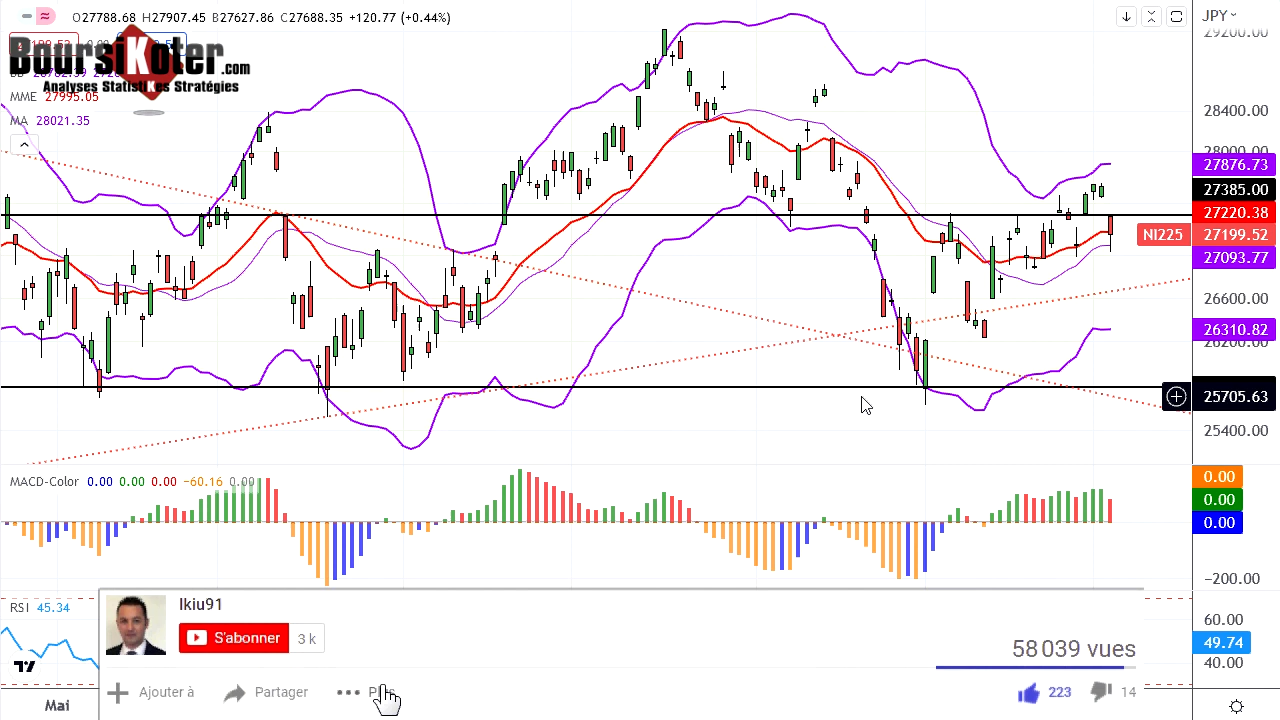 O27788.68 H27907.45 B27627.86 C27688.35 +120.77 (+0.44%)
JPY
BoursiKoter.com
Analyses StatistiKes Stratégies
MME 27995.05
MA 28021.35
29200.00
28400.00
28000.00
27876.73
27385.00
27220.38
NI225 27199.52
27093.77
26600.00
26310.82
26200.00
25705.63
25400.00
MACD-Color 0.00 0.00 0.00 −60.16 0.00
0.00
0.00
0.00
−200.00
RSI 45.34
60.00
49.74
40.00
Mai
Ikiu91
S'abonner 3 k
58 039 vues
Ajouter à Partager
223 14